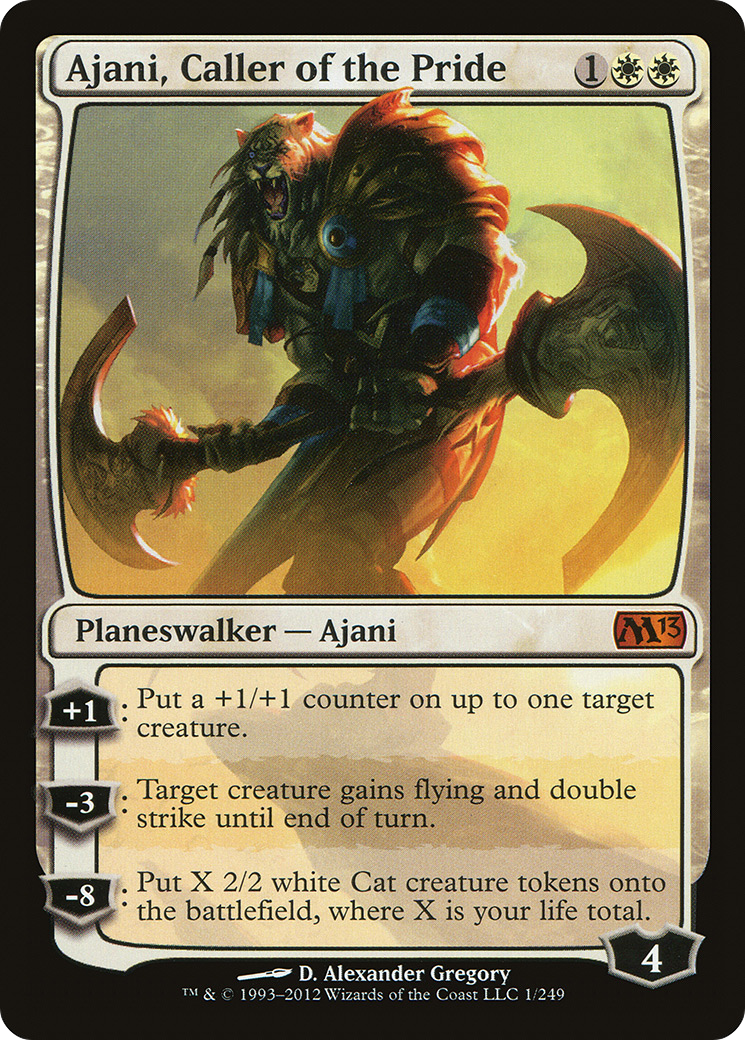 Ajani, Caller of the Pride 1
Planeswalker — Ajani M13
+1 : Put a +1/+1 counter on up to one target
creature.
-3 : Target creature gains flying and double
strike until end of turn.
-8 : Put X 2/2 white Cat creature tokens onto
the battlefield, where X is your life total.
4
D. Alexander Gregory
™ & © 1993–2012 Wizards of the Coast LLC 1/249